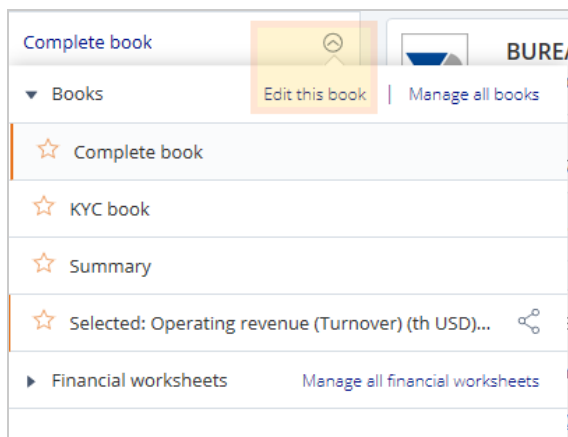 Complete book
BUREA
Books Edit this book | Manage all books
Complete book
KYC book
Summary
Selected: Operating revenue (Turnover) (th USD)...
Financial worksheets Manage all financial worksheets